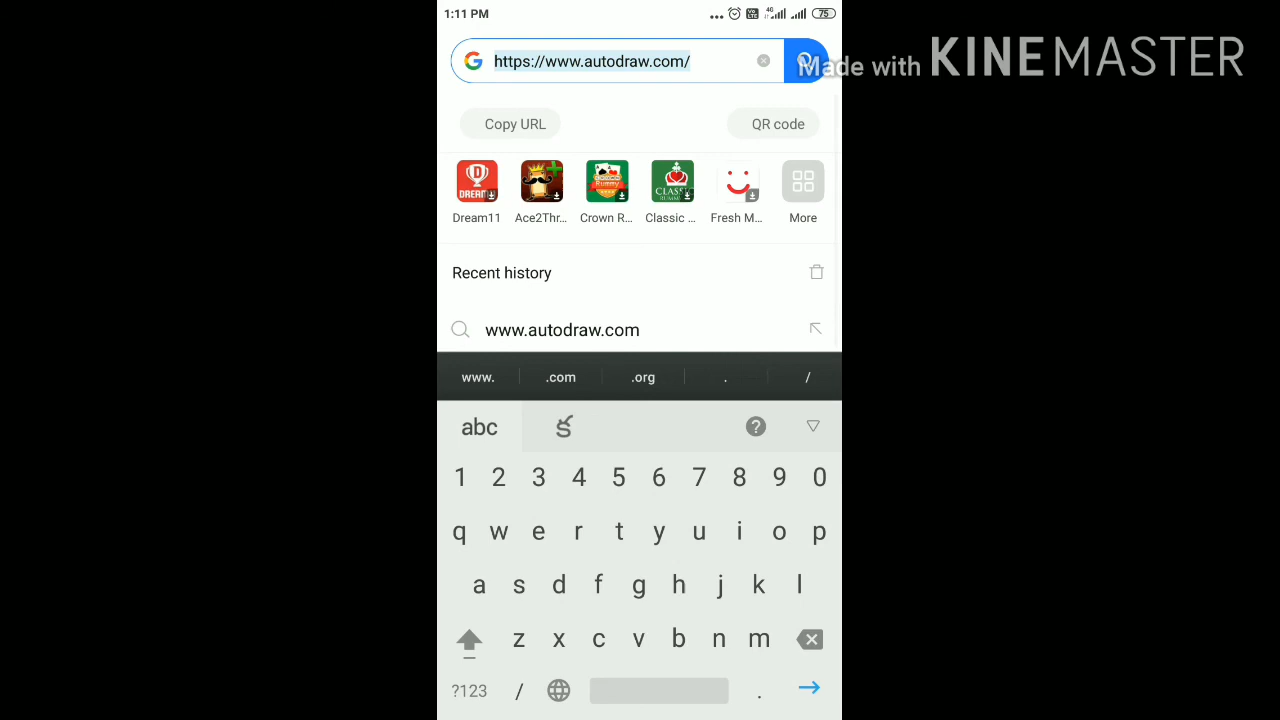 1:11 PM
4G
75
https://www.autodraw.com/
Made with KINEMASTER
Copy URL
QR code
Dream11
Ace2Thr...
Crown R...
Classic ...
Fresh M...
More
Recent history
www.autodraw.com
www.
.com
.org
.
/
abc
క
?
1 2 3 4 5 6 7 8 9 0
q w e r t y u i o p
a s d f g h j k l
z x c v b n m
?123
/
.